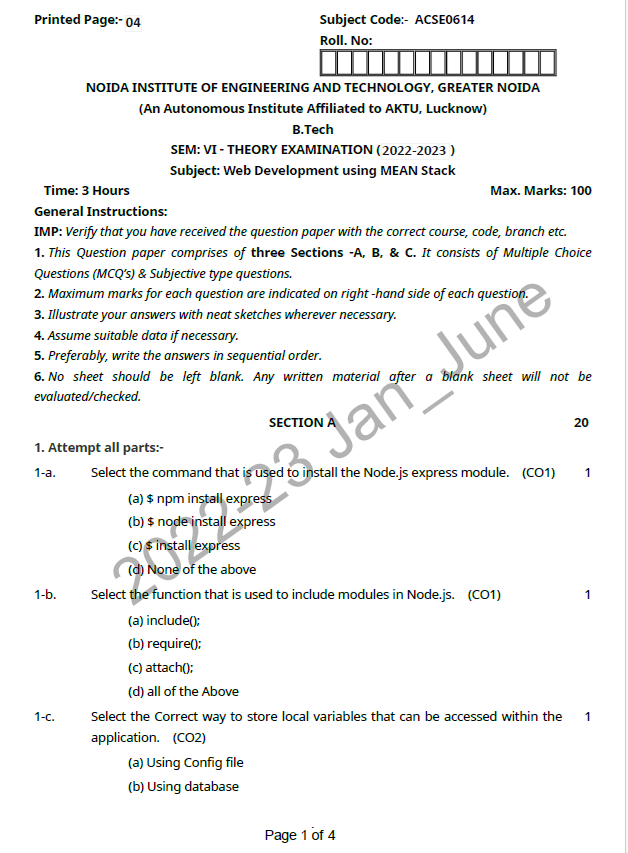 Printed Page:- 04
Subject Code:- ACSE0614
Roll. No:
NOIDA INSTITUTE OF ENGINEERING AND TECHNOLOGY, GREATER NOIDA
(An Autonomous Institute Affiliated to AKTU, Lucknow)
B.Tech
SEM: VI - THEORY EXAMINATION (2022-2023 )
Subject: Web Development using MEAN Stack
Time: 3 Hours Max. Marks: 100
General Instructions:
IMP: Verify that you have received the question paper with the correct course, code, branch etc.
1. This Question paper comprises of three Sections -A, B, & C. It consists of Multiple Choice
Questions (MCQ's) & Subjective type questions.
2. Maximum marks for each question are indicated on right -hand side of each question.
3. Illustrate your answers with neat sketches wherever necessary.
4. Assume suitable data if necessary.
5. Preferably, write the answers in sequential order.
6. No sheet should be left blank. Any written material after a blank sheet will not be
evaluated/checked.
SECTION A 20
1. Attempt all parts:-
1-a. Select the command that is used to install the Node.js express module. (CO1) 1
(a) $ npm install express
(b) $ node install express
(c) $ install express
(d) None of the above
1-b. Select the function that is used to include modules in Node.js. (CO1) 1
(a) include();
(b) require();
(c) attach();
(d) all of the Above
1-c. Select the Correct way to store local variables that can be accessed within the 1
application. (CO2)
(a) Using Config file
(b) Using database
Page 1 of 4
2022-23 Jan_June